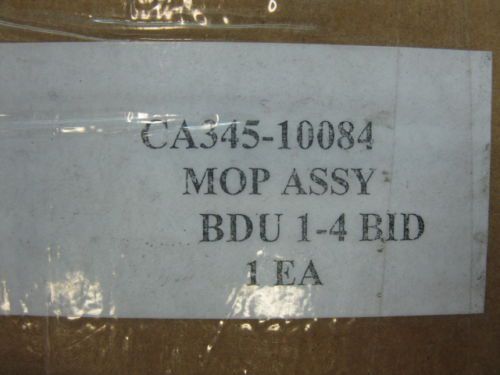 CA345-10084
MOP ASSY
BDU 1-4 BID
1 EA